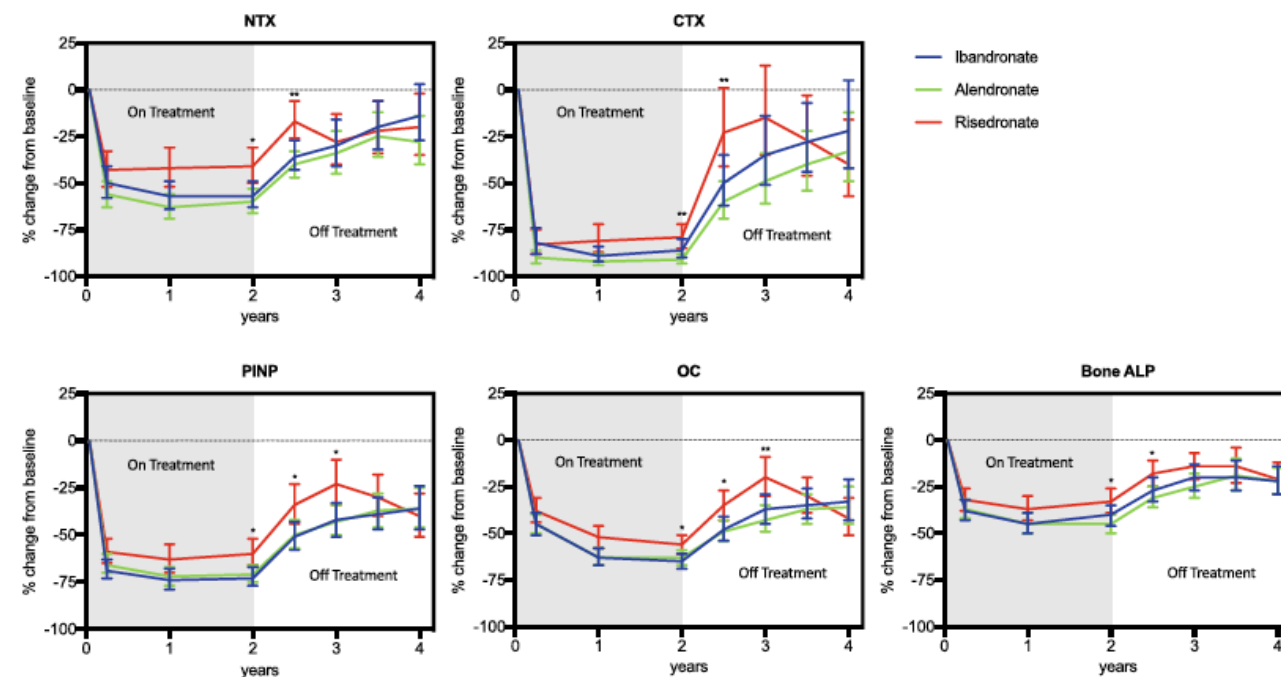 NTX
25
0
-25
-50
-75
-100
% change from baseline
On Treatment
Off Treatment
*
**
0 1 2 3 4
years
CTX
25
0
-25
-50
-75
-100
% change from baseline
On Treatment
Off Treatment
**
**
0 1 2 3 4
years
Ibandronate
Alendronate
Risedronate
PINP
25
0
-25
-50
-75
-100
% change from baseline
On Treatment
Off Treatment
*
*
*
0 1 2 3 4
years
OC
25
0
-25
-50
-75
-100
% change from baseline
On Treatment
Off Treatment
*
*
**
0 1 2 3 4
years
Bone ALP
25
0
-25
-50
-75
-100
% change from baseline
On Treatment
Off Treatment
*
*
0 1 2 3 4
years